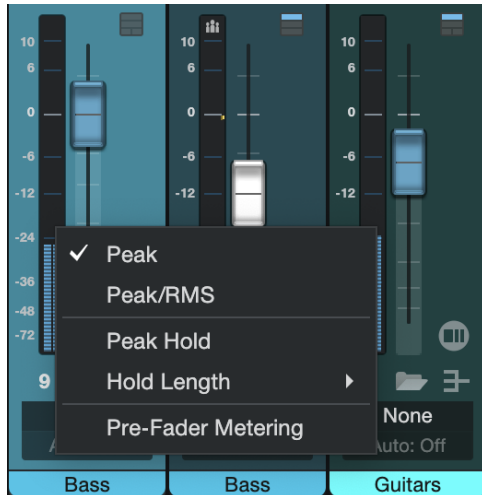 10 10 10
6 6 6
0 0 0
-6 -6 -6
-12 -12 -12
-24
✓ Peak
Peak/RMS
-36
-48
-72
Peak Hold
Hold Length
9
Pre-Fader Metering
None
Auto: Off
Bass Bass Guitars